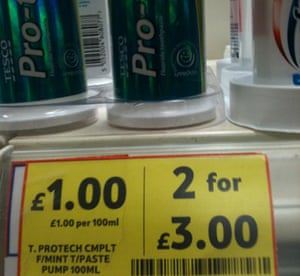 TESCO
Pro-
TESCO
Pro-
£1.00
£1.00 per 100ml
T. PROTECH CMPLT
F/MINT T/PASTE
PUMP 100ML
2 for
£3.00